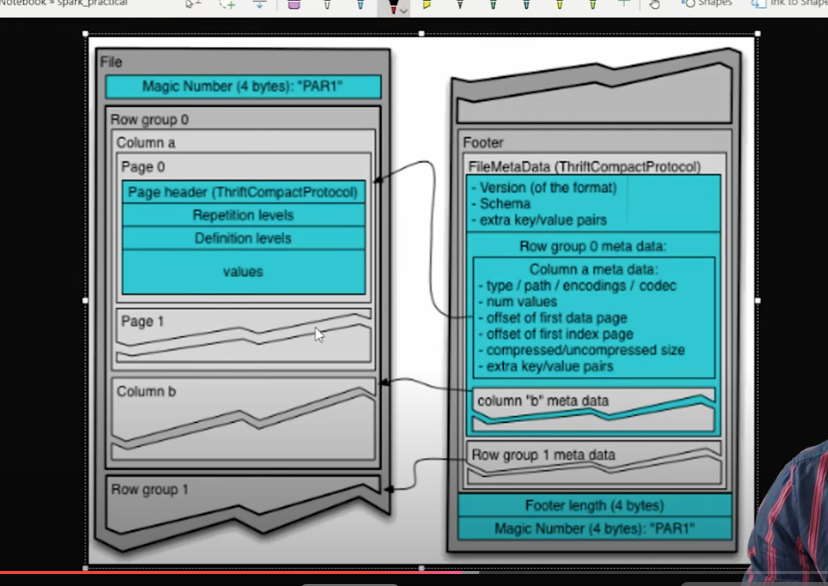 Notebook » spark_practical
Shapes
Ink to Shape
File
Magic Number (4 bytes): "PAR1"
Row group 0
Column a
Page 0
Page header (ThriftCompactProtocol)
Repetition levels
Definition levels
values
Page 1
Column b
Row group 1
Footer
FileMetaData (ThriftCompactProtocol)
- Version (of the format)
- Schema
- extra key/value pairs
Row group 0 meta data:
Column a meta data:
- type / path / encodings / codec
- num values
- offset of first data page
- offset of first index page
- compressed/uncompressed size
- extra key/value pairs
column "b" meta data
Row group 1 meta data
Footer length (4 bytes)
Magic Number (4 bytes): "PAR1"